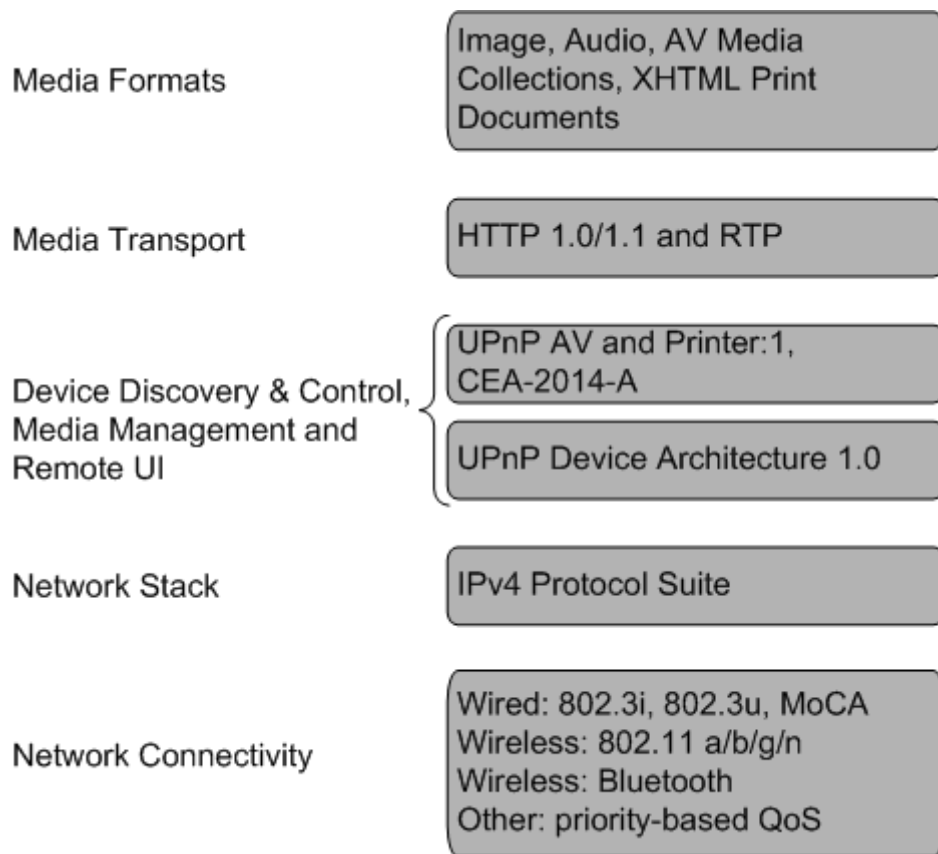 Media Formats
Image, Audio, AV Media
Collections, XHTML Print
Documents
Media Transport
HTTP 1.0/1.1 and RTP
Device Discovery & Control,
Media Management and
Remote UI
UPnP AV and Printer:1,
CEA-2014-A
UPnP Device Architecture 1.0
Network Stack
IPv4 Protocol Suite
Network Connectivity
Wired: 802.3i, 802.3u, MoCA
Wireless: 802.11 a/b/g/n
Wireless: Bluetooth
Other: priority-based QoS